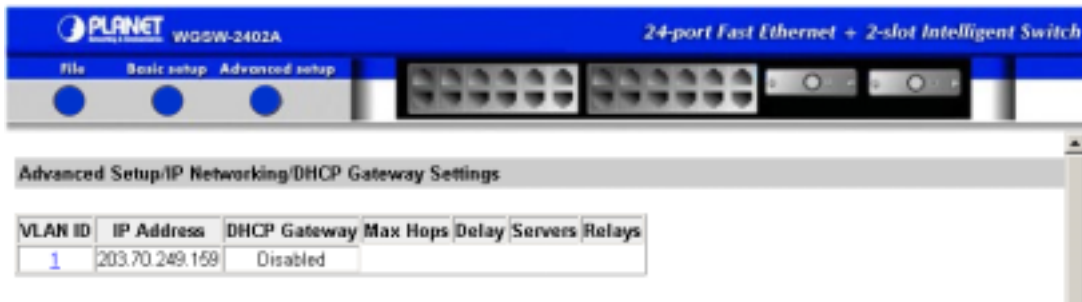 PLANET WGSW-2402A
24-port Fast Ethernet + 2-slot Intelligent Switch
File Basic setup Advanced setup
Advanced Setup/IP Networking/DHCP Gateway Settings
VLAN ID IP Address DHCP Gateway Max Hops Delay Servers Relays
1 203.70.249.159 Disabled